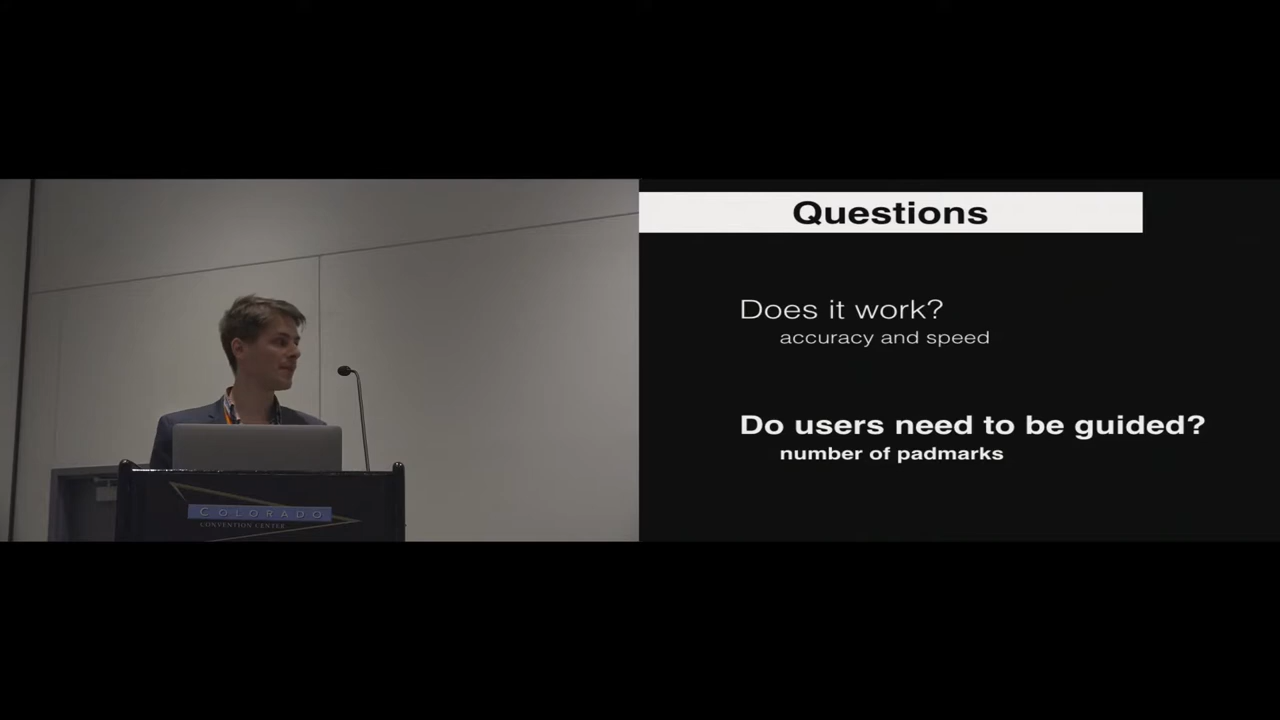 Questions
Does it work?
accuracy and speed
Do users need to be guided?
number of padmarks
COLORADO
CONVENTION CENTER